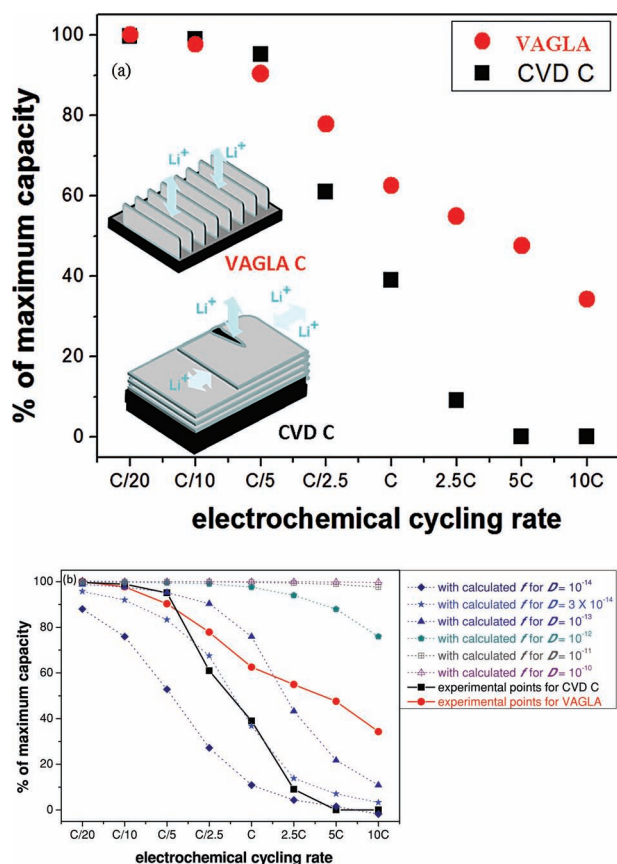 100
80
60
40
20
0
% of maximum capacity
(a)
VAGLA
CVD C
Li+
Li+
VAGLA C
Li+
Li+
Li+
Li+
CVD C
C/20 C/10 C/5 C/2.5 C 2.5C 5C 10C
electrochemical cycling rate
(b)
100
80
60
40
20
0
% of maximum capacity
C/20 C/10 C/5 C/2.5 C 2.5C 5C 10C
electrochemical cycling rate
with calculated f for D = 10⁻¹⁴
with calculated f for D = 3 X 10⁻¹⁴
with calculated f for D = 10⁻¹³
with calculated f for D = 10⁻¹²
with calculated f for D = 10⁻¹¹
with calculated f for D = 10⁻¹⁰
experimental points for CVD C
experimental points for VAGLA